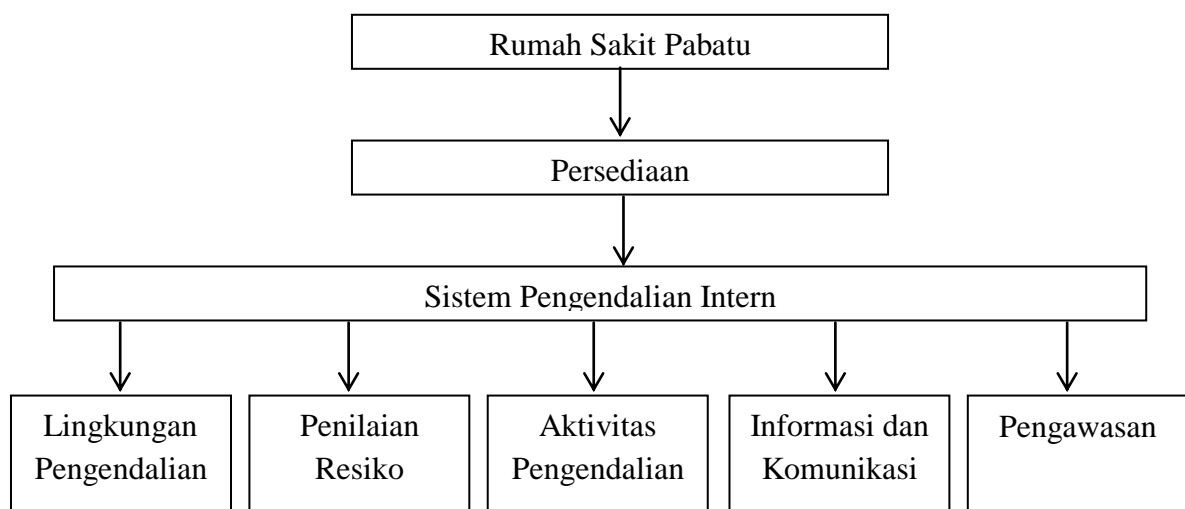 Rumah Sakit Pabatu
Persediaan
Sistem Pengendalian Intern
Lingkungan
Pengendalian
Penilaian
Resiko
Aktivitas
Pengendalian
Informasi dan
Komunikasi
Pengawasan